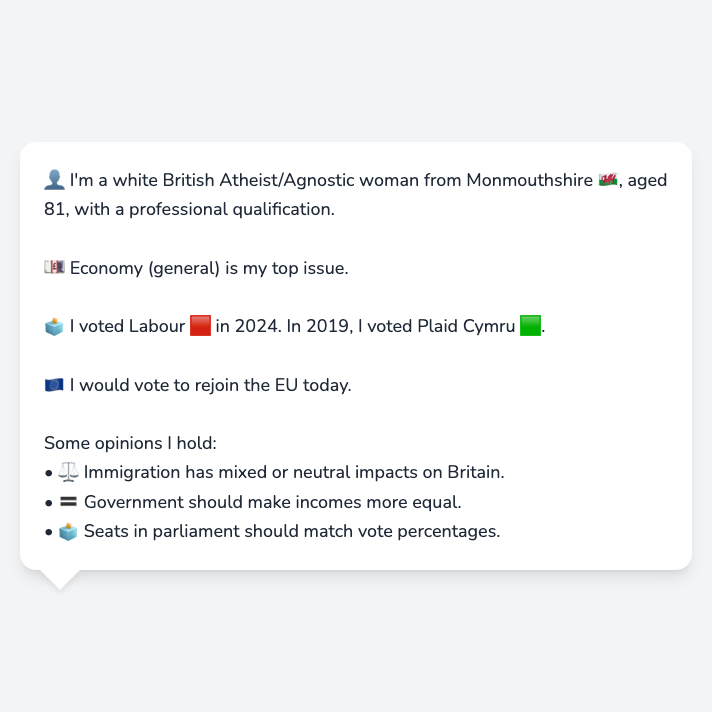 👤 I'm a white British Atheist/Agnostic woman from Monmouthshire 🏴󠁧󠁢󠁷󠁬󠁳󠁿, aged
81, with a professional qualification.
💷 Economy (general) is my top issue.
🗳️ I voted Labour 🟥 in 2024. In 2019, I voted Plaid Cymru 🟩.
🇪🇺 I would vote to rejoin the EU today.
Some opinions I hold:
• ⚖️ Immigration has mixed or neutral impacts on Britain.
• 🟰 Government should make incomes more equal.
• 🗳️ Seats in parliament should match vote percentages.